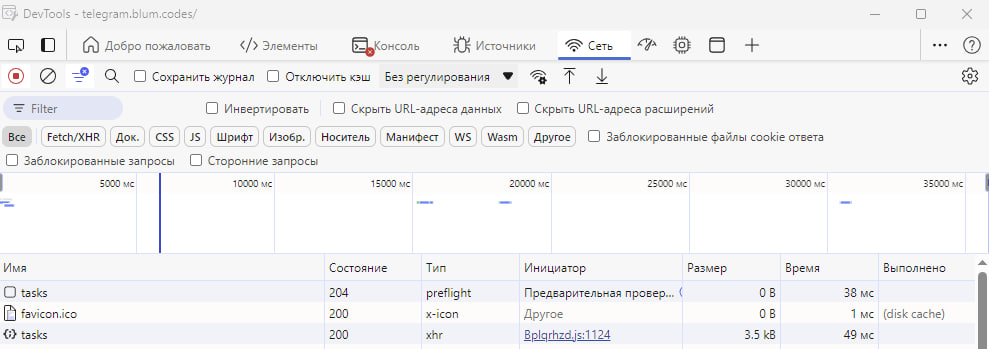 DevTools - telegram.blum.codes/
Добро пожаловать Элементы Консоль Источники Сеть
Сохранить журнал Отключить кэш Без регулирования
Filter Инвертировать Скрыть URL-адреса данных Скрыть URL-адреса расширений
Все Fetch/XHR Док. CSS JS Шрифт Изобр. Носитель Манифест WS Wasm Другое Заблокированные файлы cookie ответа
Заблокированные запросы Сторонние запросы
5000 мс 10000 мс 15000 мс 20000 мс 25000 мс 30000 мс 35000 мс
Имя Состояние Тип Инициатор Размер Время Выполнено
tasks 204 preflight Предварительная провер... 0 B 38 мс
favicon.ico 200 x-icon Другое 0 B 1 мс (disk cache)
tasks 200 xhr Bplqrhzd.js:1124 3.5 kB 49 мс